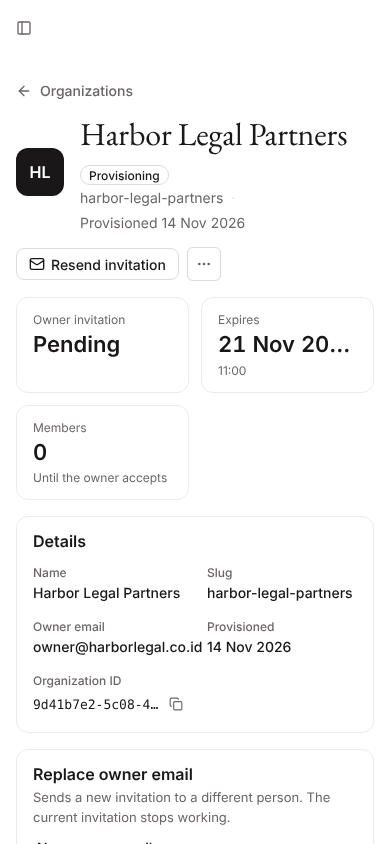 Organizations
Harbor Legal Partners
HL
Provisioning
harbor-legal-partners ·
Provisioned 14 Nov 2026
Resend invitation
Owner invitation
Pending
Expires
21 Nov 20...
11:00
Members
0
Until the owner accepts
Details
Name
Harbor Legal Partners
Slug
harbor-legal-partners
Owner email
owner@harborlegal.co.id
Provisioned
14 Nov 2026
Organization ID
9d41b7e2-5c08-4…
Replace owner email
Sends a new invitation to a different person. The
current invitation stops working.